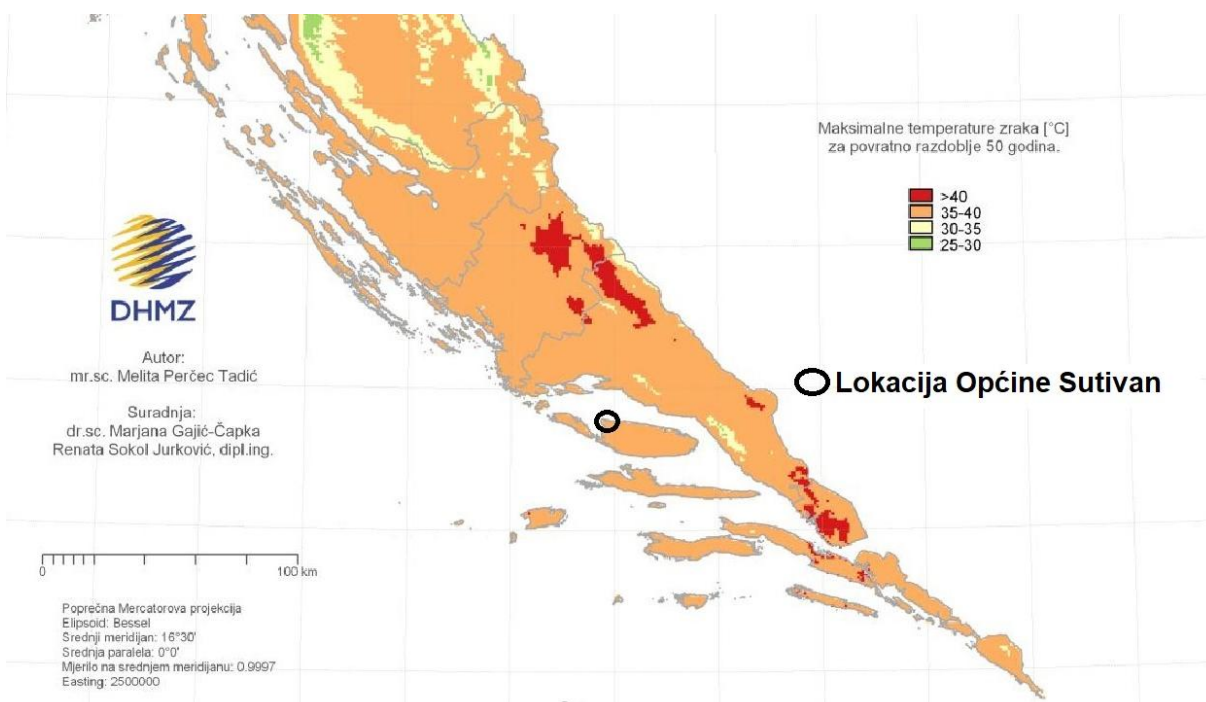 Maksimalne temperature zraka [°C]
za povratno razdoblje 50 godina.
>40
35-40
30-35
25-30
DHMZ
Autor:
mr.sc. Melita Perčec Tadić
Suradnja:
dr.sc. Marjana Gajić-Čapka
Renata Sokol Jurković, dipl.ing.
Lokacija Općine Sutivan
0 100 km
Poprečna Mercatorova projekcija
Elipsoid: Bessel
Srednji meridijan: 16°30'
Srednja paralela: 0°0'
Mjerilo na srednjem meridijanu: 0.9997
Easting: 2500000